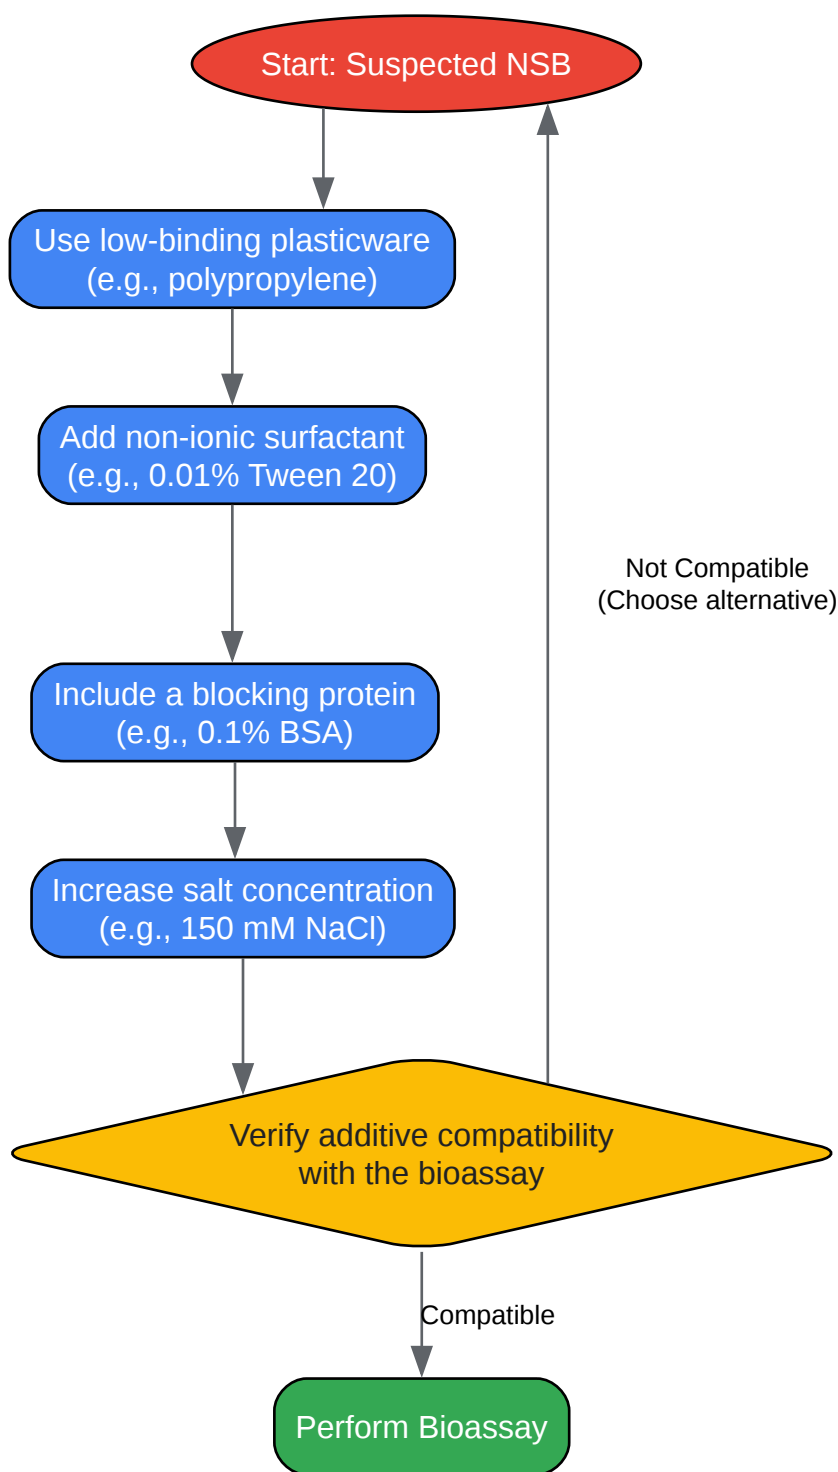 Start: Suspected NSB
Use low-binding plasticware
(e.g., polypropylene)
Add non-ionic surfactant
(e.g., 0.01% Tween 20)
Not Compatible
(Choose alternative)
Include a blocking protein
(e.g., 0.1% BSA)
Increase salt concentration
(e.g., 150 mM NaCl)
Verify additive compatibility
with the bioassay
Compatible
Perform Bioassay